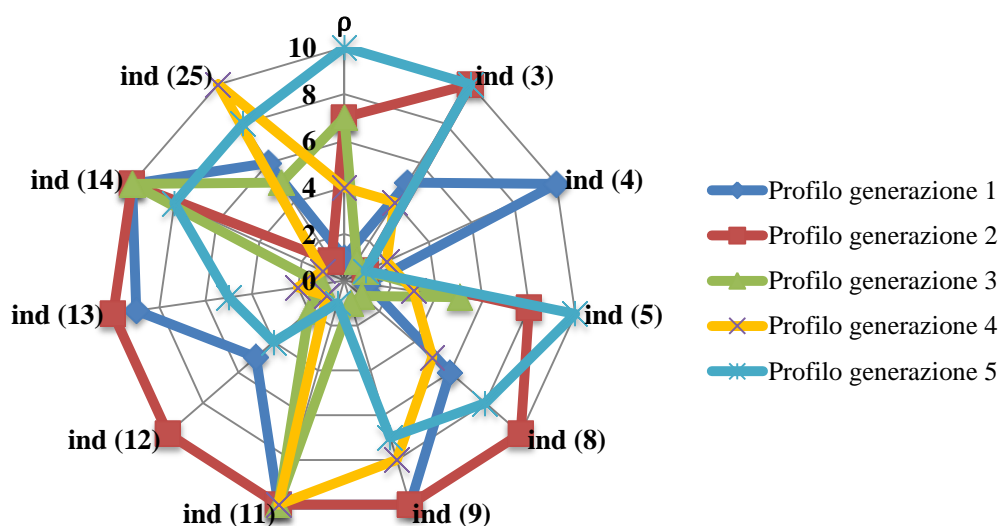 ρ
10
8
6
4
2
0
ind (3)
ind (4)
ind (5)
ind (8)
ind (9)
ind (11)
ind (12)
ind (13)
ind (14)
ind (25)
Profilo generazione 1
Profilo generazione 2
Profilo generazione 3
Profilo generazione 4
Profilo generazione 5